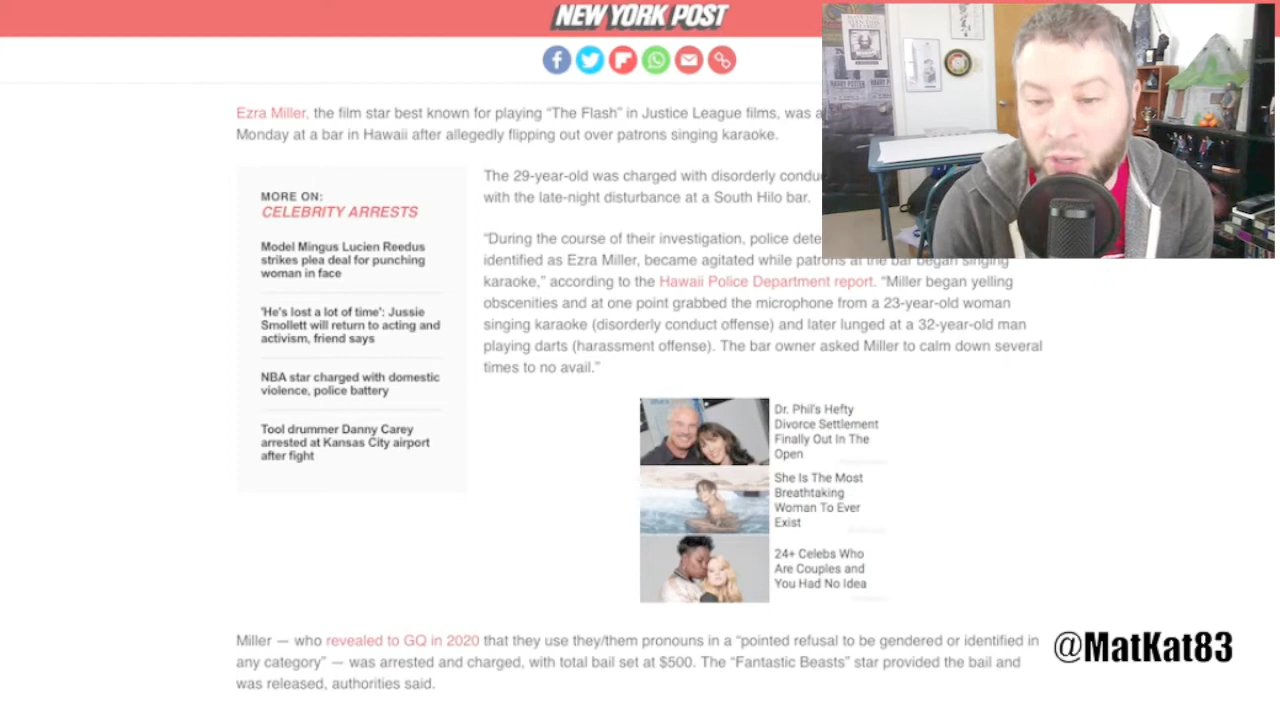 NEW YORK POST
Ezra Miller, the film star best known for playing “The Flash” in Justice League films, was a
Monday at a bar in Hawaii after allegedly flipping out over patrons singing karaoke.
MORE ON:
CELEBRITY ARRESTS
Model Mingus Lucien Reedus
strikes plea deal for punching
woman in face
'He's lost a lot of time': Jussie
Smollett will return to acting and
activism, friend says
NBA star charged with domestic
violence, police battery
Tool drummer Danny Carey
arrested at Kansas City airport
after fight
The 29-year-old was charged with disorderly
with the late-night disturbance at a South Hilo bar.
“During the course of their investigation, police
identified as Ezra Miller, became agitated while patrons at the bar began singing
karaoke,” according to the Hawaii Police Department report. “Miller began yelling
obscenities and at one point grabbed the microphone from a 23-year-old woman
singing karaoke (disorderly conduct offense) and later lunged at a 32-year-old man
playing darts (harassment offense). The bar owner asked Miller to calm down several
times to no avail.”
Dr. Phil's Hefty
Divorce Settlement
Finally Out In The
Open
She Is The Most
Breathtaking
Woman To Ever
Exist
24+ Celebs Who
Are Couples and
You Had No Idea
Miller — who revealed to GQ in 2020 that they use they/them pronouns in a “pointed refusal to be gendered or identified in
any category” — was arrested and charged, with total bail set at $500. The “Fantastic Beasts” star provided the bail and
was released, authorities said.
@MatKat83